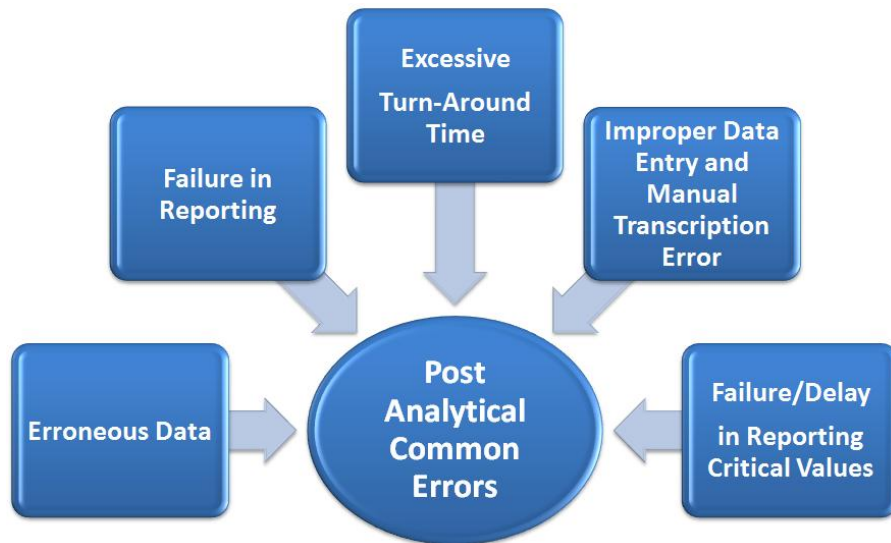 Excessive
Turn-Around
Time
Failure in
Reporting
Improper Data
Entry and
Manual
Transcription
Error
Erroneous Data
Post
Analytical
Common
Errors
Failure/Delay
in Reporting
Critical Values